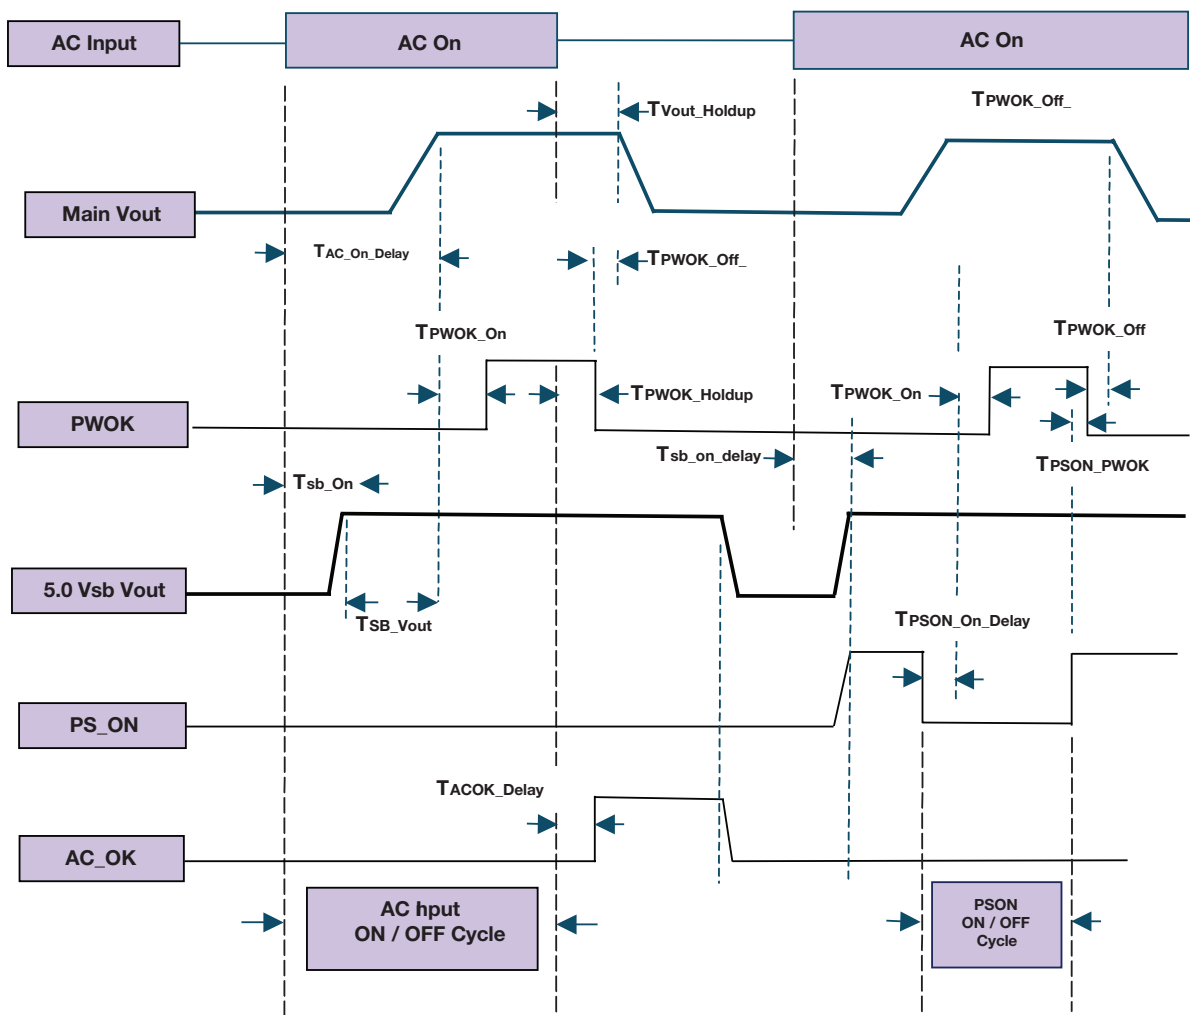 AC Input
AC On
AC On
TVout_Holdup
TPWOK_Off_
Main Vout
TAC_On_Delay
TPWOK_Off_
TPWOK_On
TPWOK_Off
TPWOK_Holdup
TPWOK_On
PWOK
Tsb_on_delay
TPSON_PWOK
Tsb_On
5.0 Vsb Vout
TSB_Vout
TPSON_On_Delay
PS_ON
TACOK_Delay
AC_OK
AC hput
ON / OFF Cycle
PSON
ON / OFF
Cycle